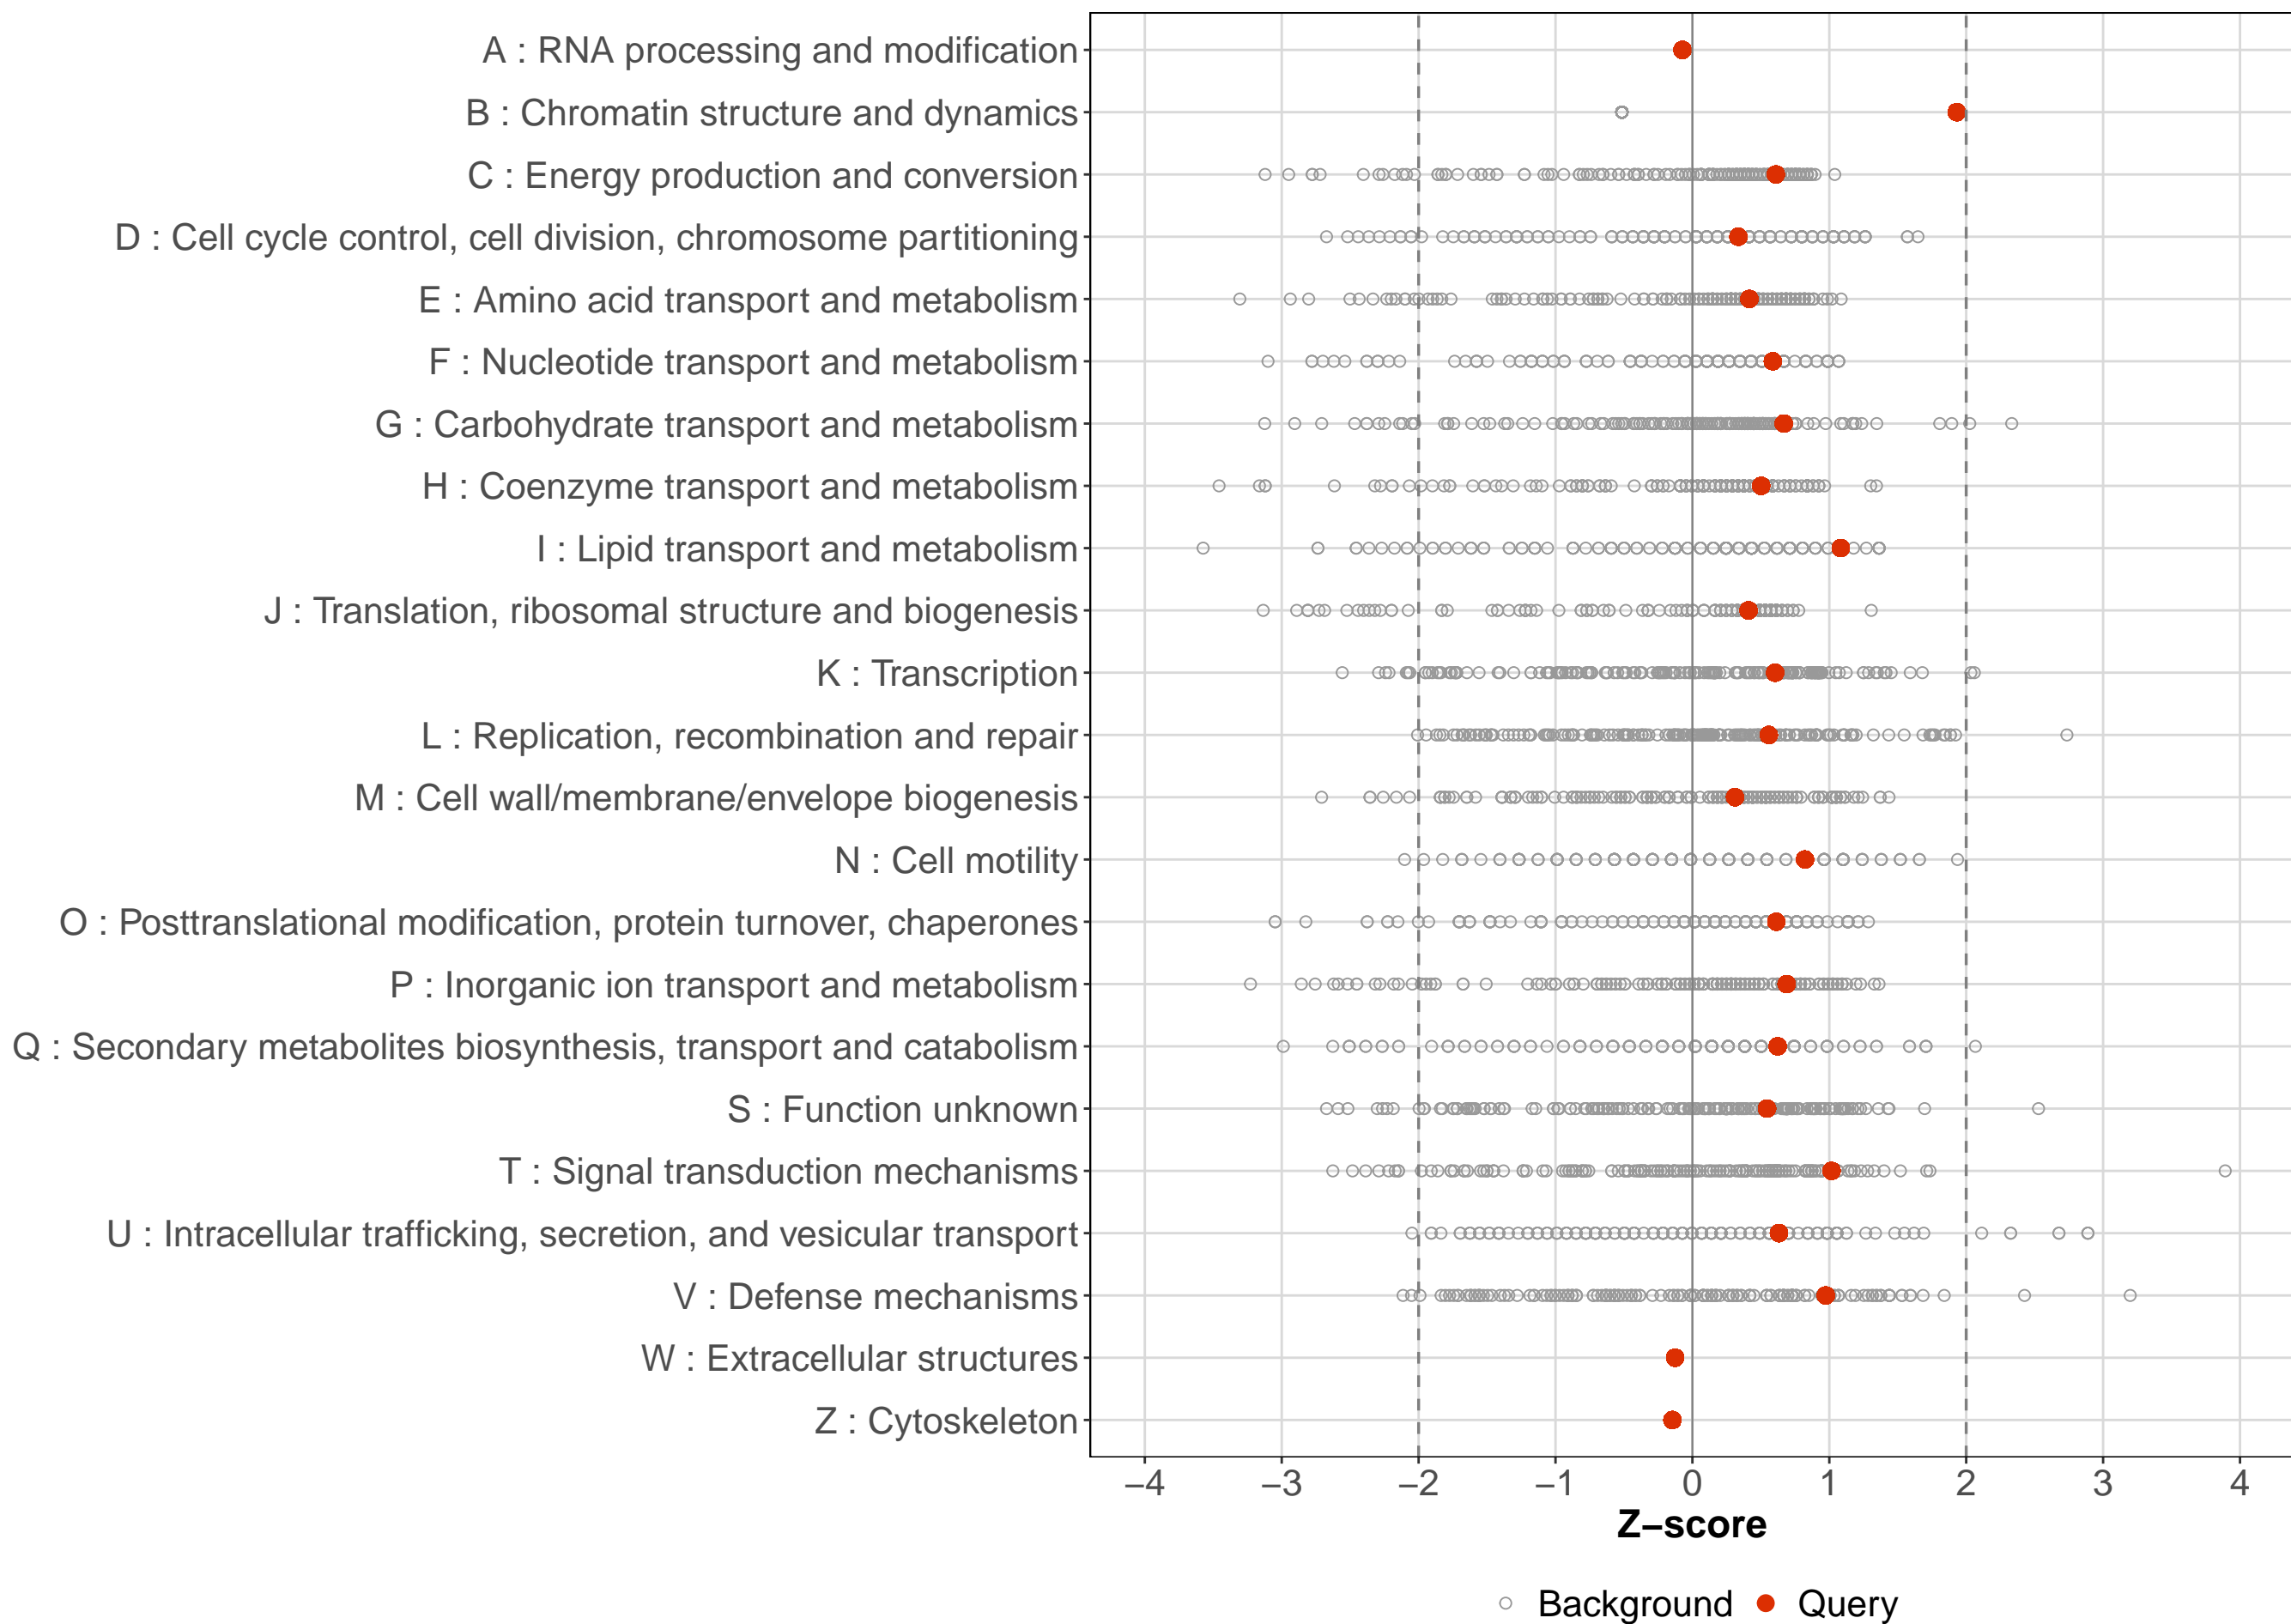 A : RNA processing and modification
B : Chromatin structure and dynamics
C : Energy production and conversion
D : Cell cycle control, cell division, chromosome partitioning
E : Amino acid transport and metabolism
F : Nucleotide transport and metabolism
G : Carbohydrate transport and metabolism
H : Coenzyme transport and metabolism
I : Lipid transport and metabolism
J : Translation, ribosomal structure and biogenesis
K : Transcription
L : Replication, recombination and repair
M : Cell wall/membrane/envelope biogenesis
N : Cell motility
O : Posttranslational modification, protein turnover, chaperones
P : Inorganic ion transport and metabolism
Q : Secondary metabolites biosynthesis, transport and catabolism
S : Function unknown
T : Signal transduction mechanisms
U : Intracellular trafficking, secretion, and vesicular transport
V : Defense mechanisms
W : Extracellular structures
Z : Cytoskeleton
−4 −3 −2 −1 0 1 2 3 4
Z−score
Background Query